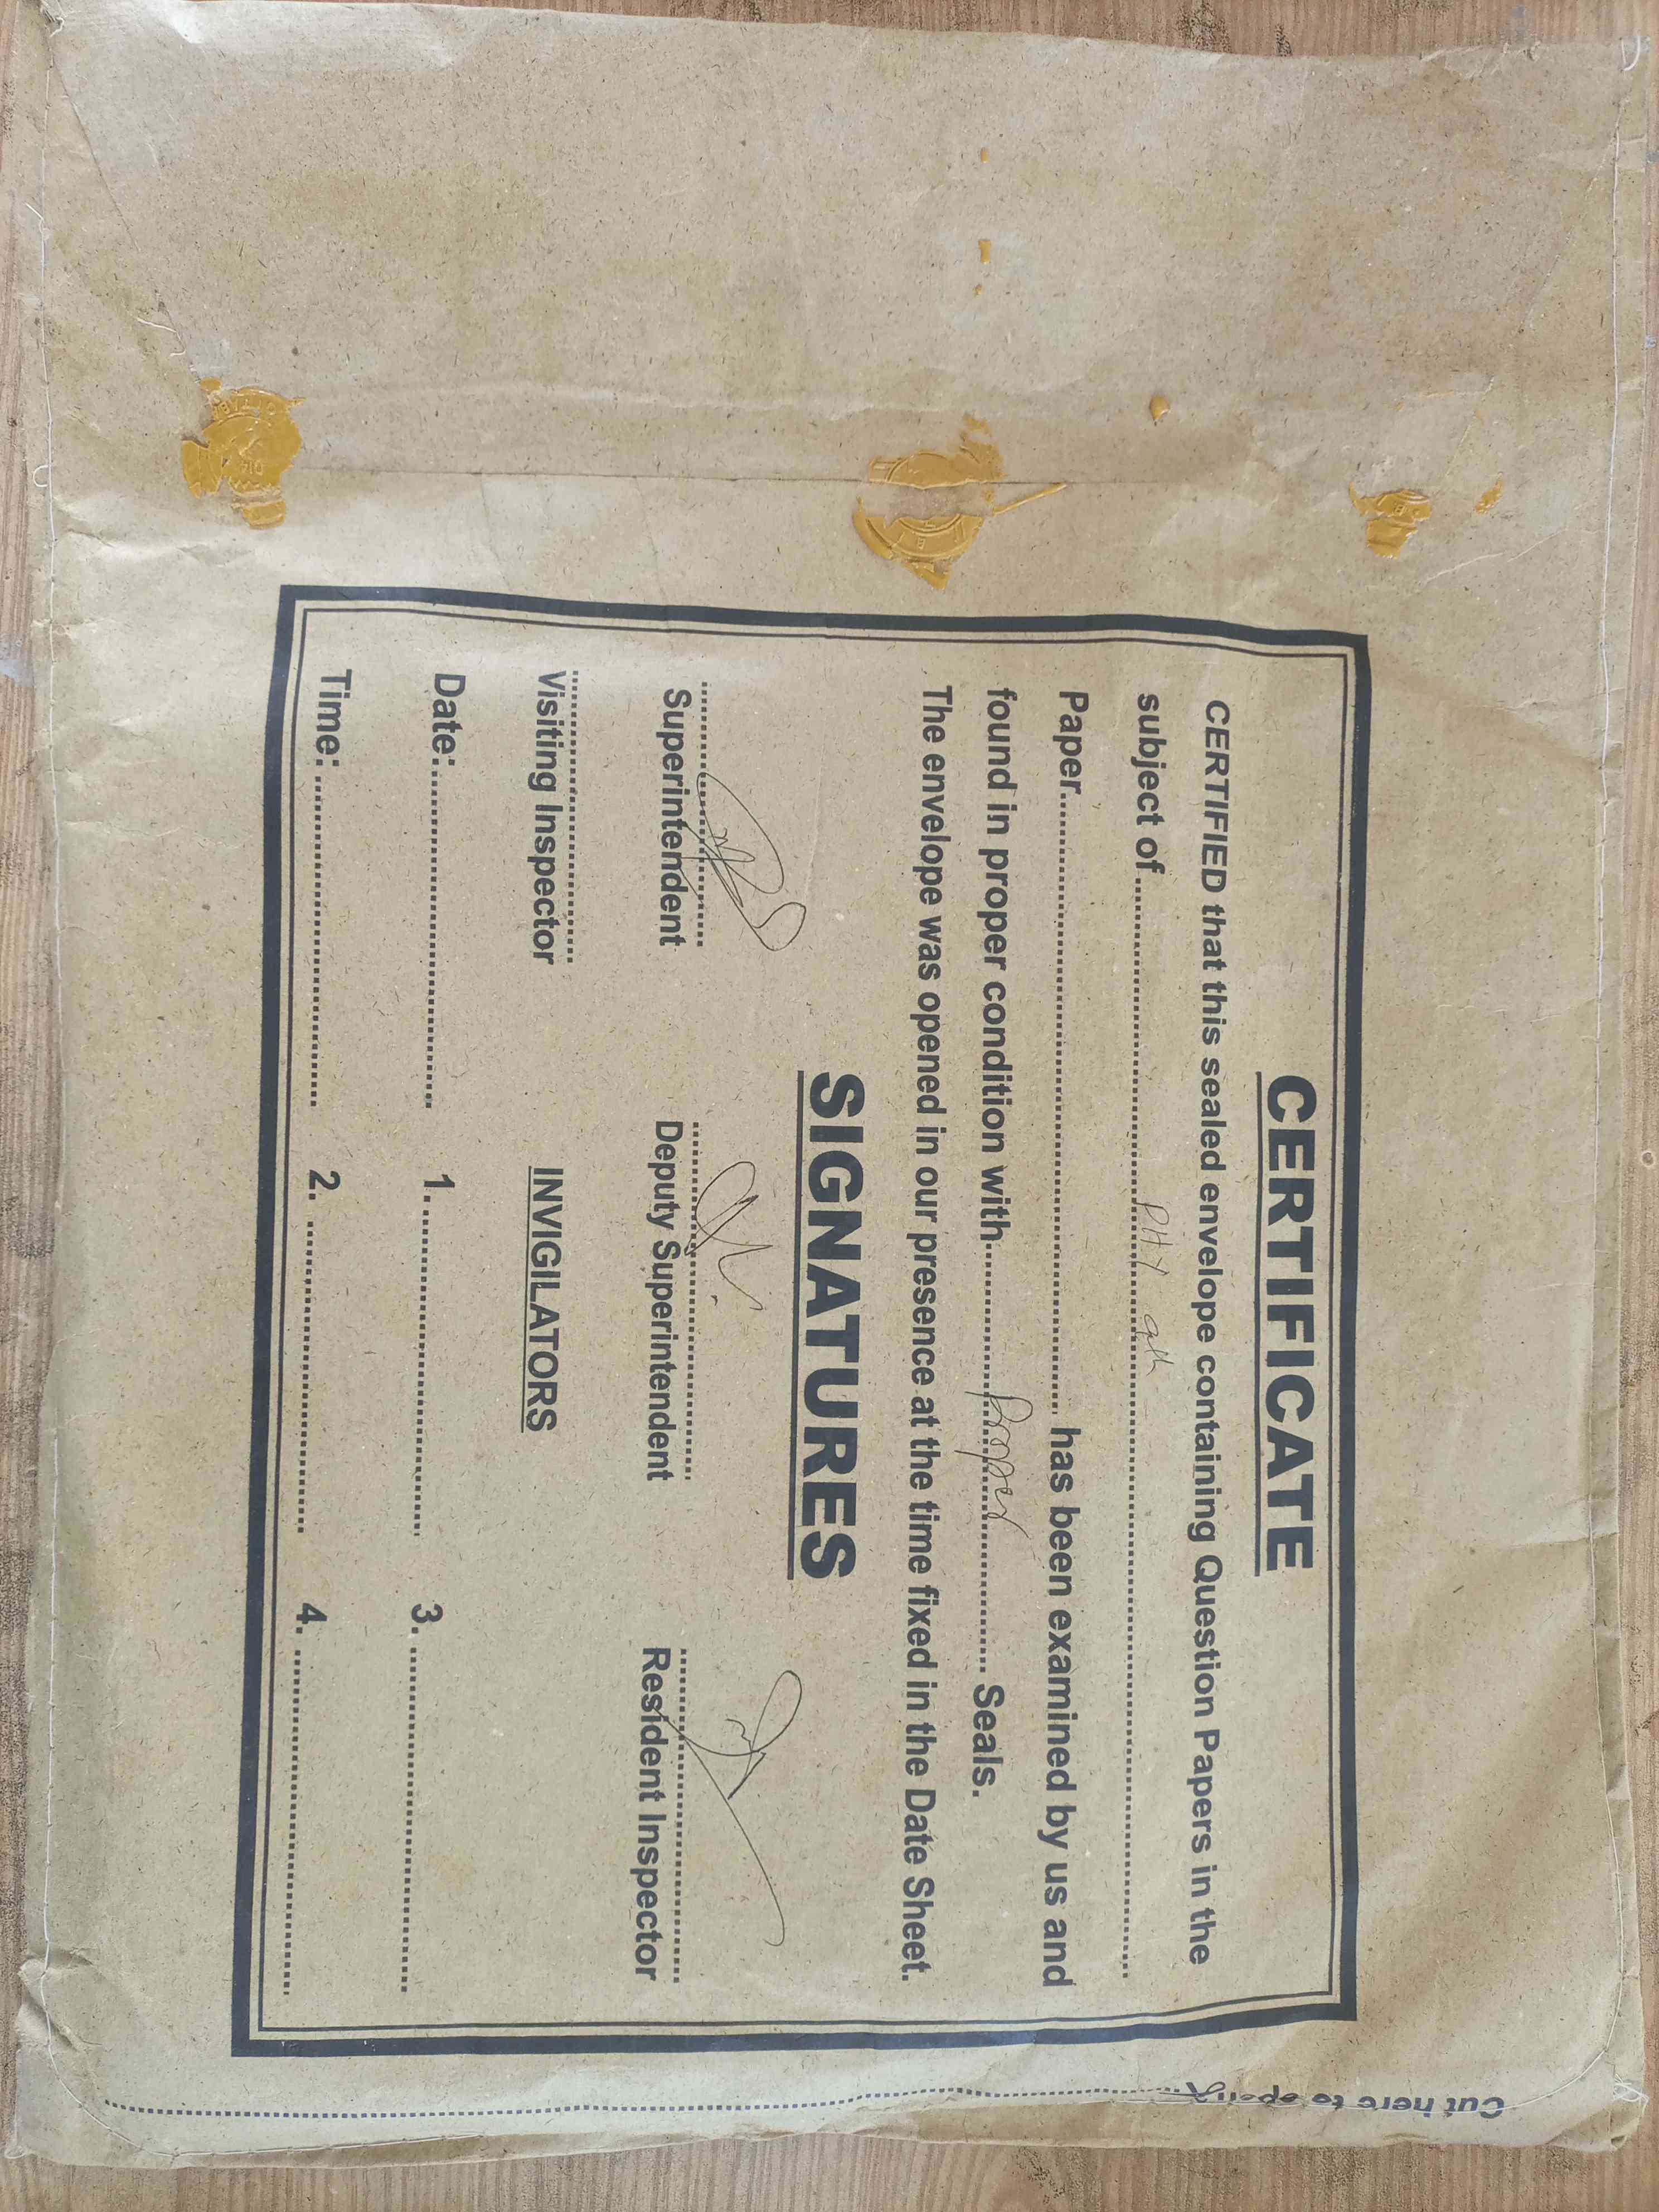 CERTIFICATE
CERTIFIED that this sealed envelope containing Question Papers in the
subject of.......... PHY 9th ..........
Paper.......... has been examined by us and
found in proper condition with.......... Proper .......... Seals.
The envelope was opened in our presence at the time fixed in the Date Sheet.
SIGNATURES
Superintendent Deputy Superintendent Resident Inspector
Visiting Inspector INVIGILATORS
Date:.......... 1........... 3. ..........
Time: .......... 2. .......... 4. ..........
Cut here to open